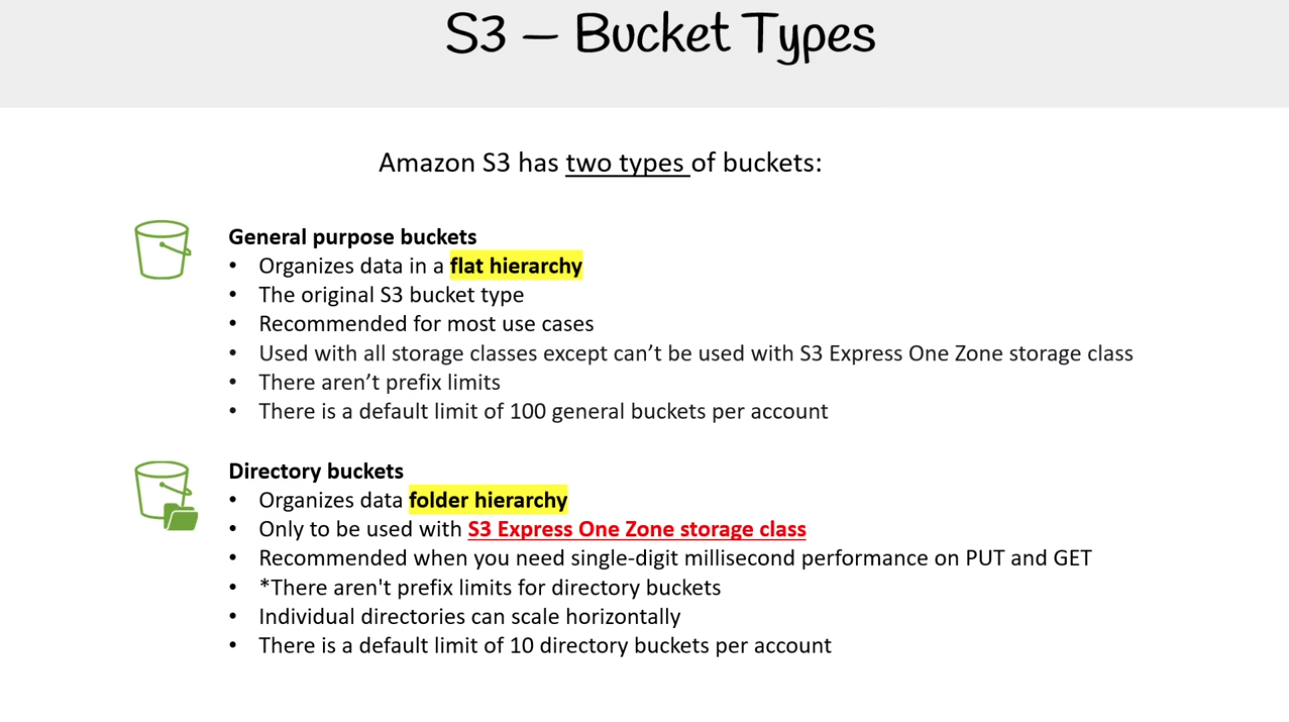 S3 – Bucket Types
Amazon S3 has two types of buckets:
General purpose buckets
• Organizes data in a flat hierarchy
• The original S3 bucket type
• Recommended for most use cases
• Used with all storage classes except can’t be used with S3 Express One Zone storage class
• There aren’t prefix limits
• There is a default limit of 100 general buckets per account
Directory buckets
• Organizes data folder hierarchy
• Only to be used with S3 Express One Zone storage class
• Recommended when you need single-digit millisecond performance on PUT and GET
• *There aren't prefix limits for directory buckets
• Individual directories can scale horizontally
• There is a default limit of 10 directory buckets per account